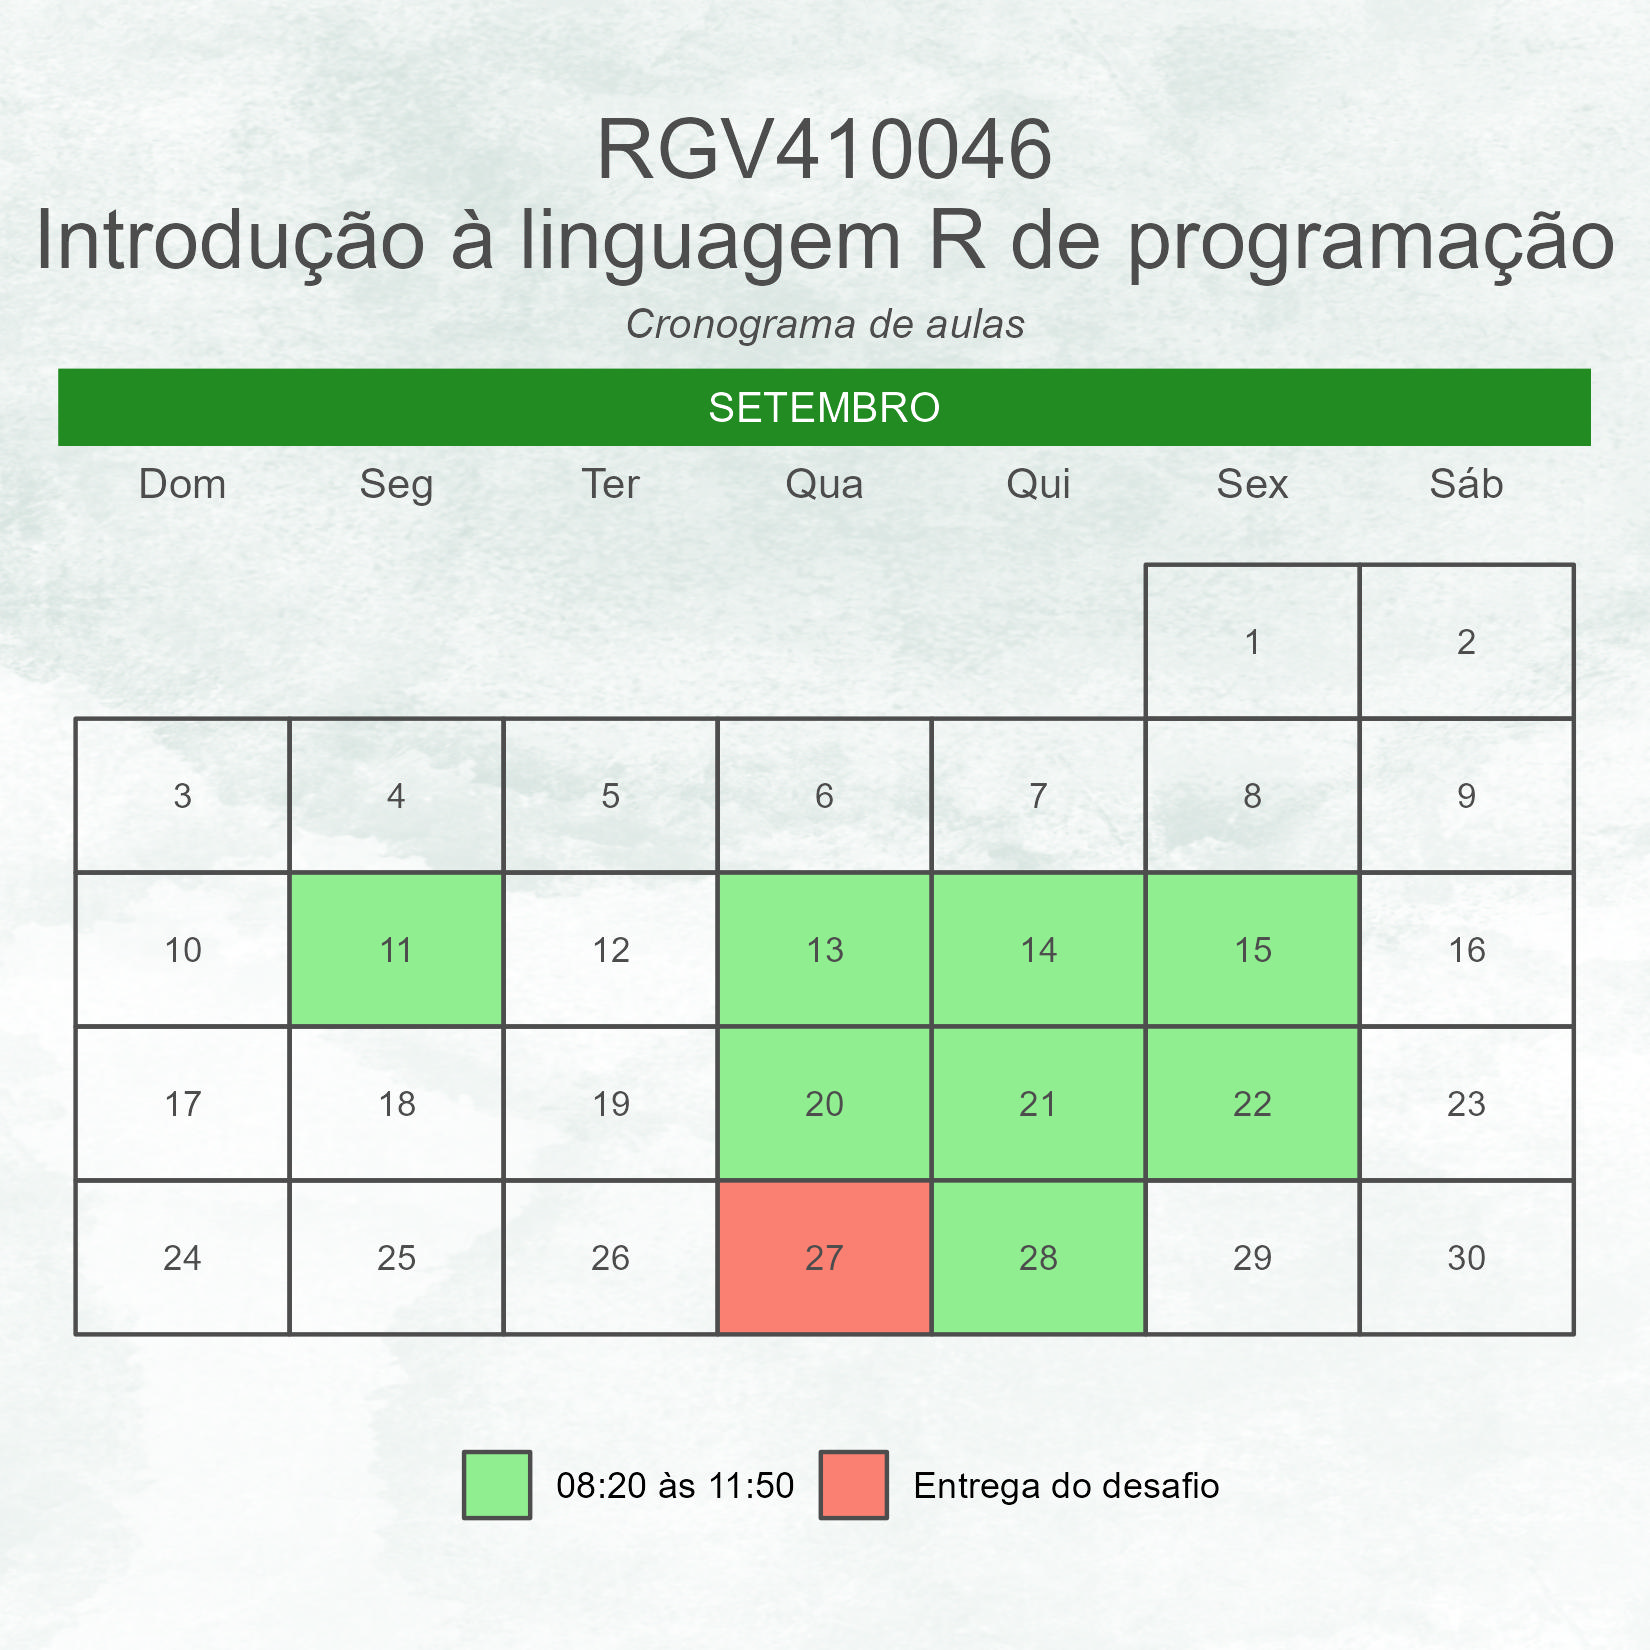 RGV410046
Introdução à linguagem R de programação
Cronograma de aulas
SETEMBRO
Dom Seg Ter Qua Qui Sex Sáb
1 2
3 4 5 6 7 8 9
10 11 12 13 14 15 16
17 18 19 20 21 22 23
24 25 26 27 28 29 30
08:20 às 11:50 Entrega do desafio